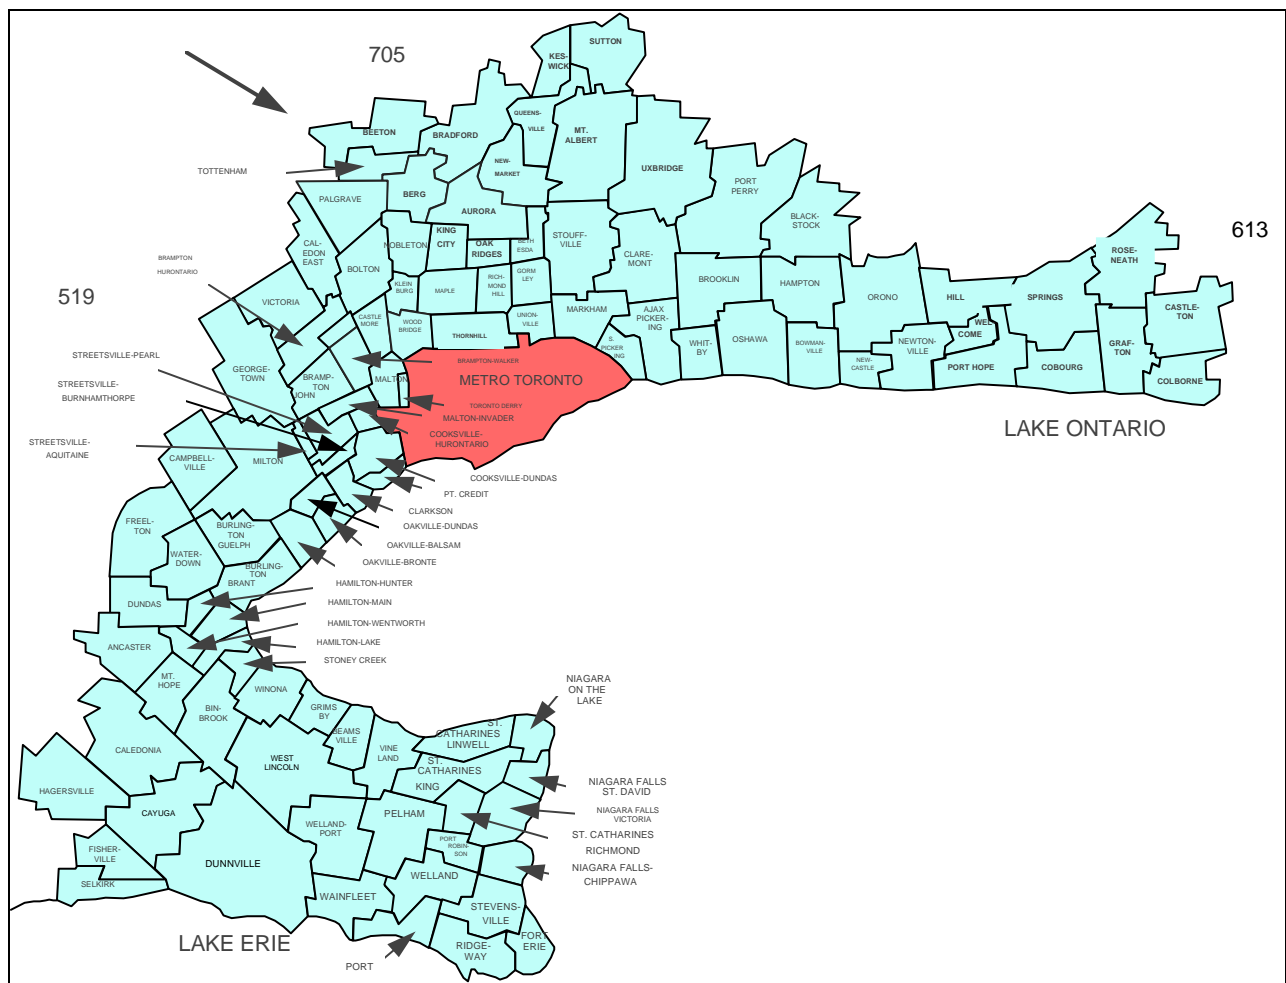 705
SUTTON
KES-
WICK
QUEENS-
VILLE
BEETON
BRADFORD
MT.
ALBERT
NEW-
MARKET
UXBRIDGE
TOTTENHAM
PORT
PERRY
PALGRAVE
BERG
AURORA
BLACK-
STOCK
613
KING
CITY
NOBLETON
OAK
RIDGES
BETH
ESDA
STOUFF-
VILLE
CAL-
EDON
EAST
BOLTON
CLARE-
MONT
ROSE-
NEATH
BRAMPTON
HURONTARIO
519
VICTORIA
KLEIN
BURG
MAPLE
RICH-
MOND
HILL
GORM
LEY
BROOKLIN
HAMPTON
ORONO
HILL
SPRINGS
CASTLE-
TON
CASTLE
MORE
WOOD
BRIDGE
THORNHILL
UNION-
VILLE
MARKHAM
AJAX
PICKER-
ING
S.
PICKER
ING
WHIT-
BY
OSHAWA
BOWMAN-
VILLE
NEW-
CASTLE
NEWTON-
VILLE
WEL
COME
PORT HOPE
COBOURG
GRAF-
TON
COLBORNE
STREETSVILLE-PEARL
BRAMPTON-WALKER
GEORGE-
TOWN
BRAMP-
TON
JOHN
MALTON
METRO TORONTO
STREETSVILLE-
BURNHAMTHORPE
TORONTO DERRY
MALTON-INVADER
COOKSVILLE-
HURONTARIO
LAKE ONTARIO
STREETSVILLE-
AQUITAINE
CAMPBELL-
VILLE
MILTON
COOKSVILLE-DUNDAS
PT. CREDIT
CLARKSON
OAKVILLE-DUNDAS
OAKVILLE-BALSAM
OAKVILLE-BRONTE
FREEL-
TON
BURLING-
TON
GUELPH
WATER-
DOWN
BURLING-
TON
BRANT
HAMILTON-HUNTER
HAMILTON-MAIN
HAMILTON-WENTWORTH
HAMILTON-LAKE
STONEY CREEK
DUNDAS
ANCASTER
MT.
HOPE
WINONA
BIN-
BROOK
GRIMS
BY
BEAMS
VILLE
NIAGARA
ON THE
LAKE
ST.
CATHARINES
LINWELL
VINE
LAND
CALEDONIA
WEST
LINCOLN
ST.
CATHARINES
KING
NIAGARA FALLS
ST. DAVID
HAGERSVILLE
CAYUGA
NIAGARA FALLS
VICTORIA
WELLAND-
PORT
PELHAM
ST. CATHARINES
RICHMOND
PORT
ROBIN-
SON
FISHER-
VILLE
DUNNVILLE
WELLAND
NIAGARA FALLS-
CHIPPAWA
SELKIRK
WAINFLEET
STEVENS-
VILLE
LAKE ERIE
RIDGE-
WAY
FORT
ERIE
PORT